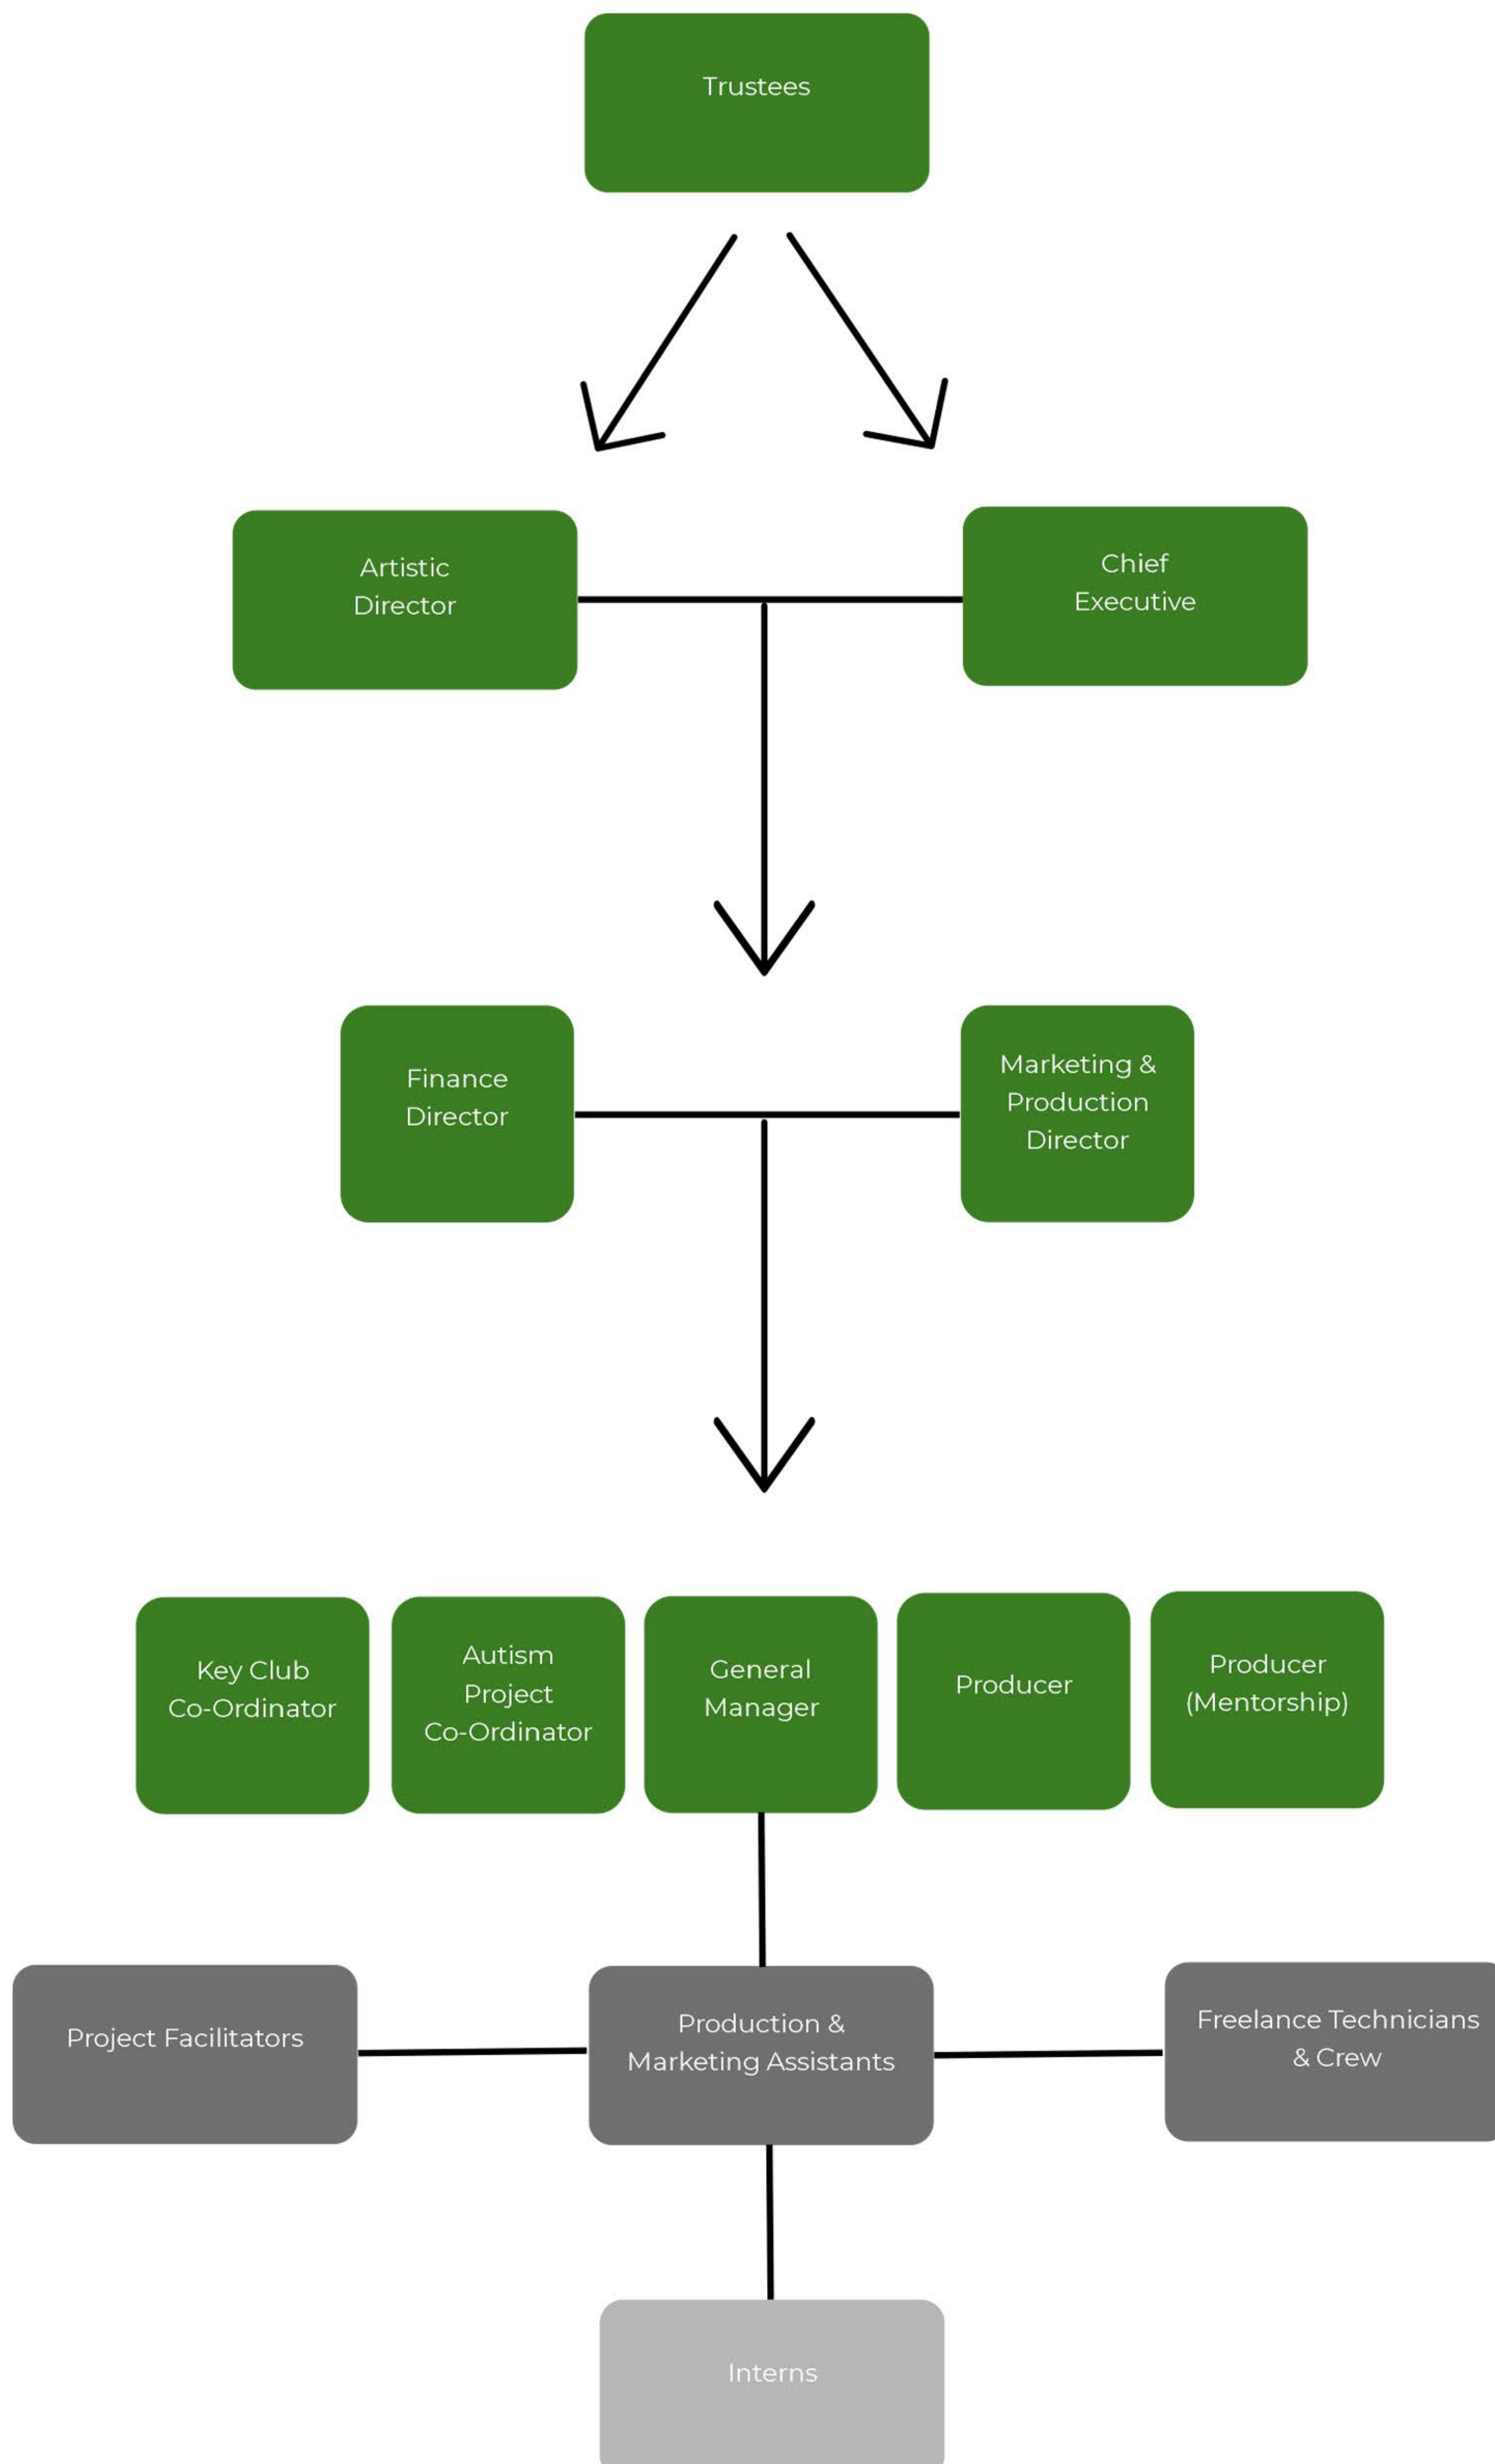 Trustees
Artistic
Director
Chief
Executive
Finance
Director
Marketing &
Production
Director
Key Club
Co-Ordinator
Autism
Project
Co-Ordinator
General
Manager
Producer
Producer
(Mentorship)
Project Facilitators
Production &
Marketing Assistants
Freelance Technicians
& Crew
Interns